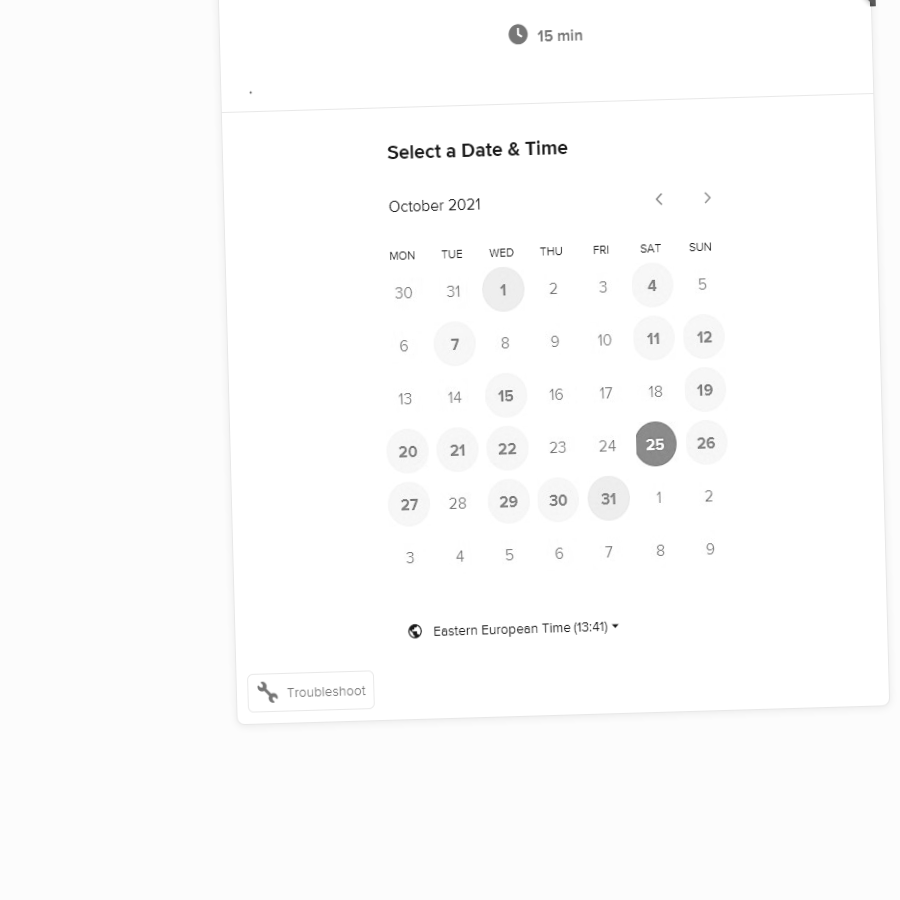 15 min
.
Select a Date & Time
October 2021
MON TUE WED THU FRI SAT SUN
30 31 1 2 3 4 5
6 7 8 9 10 11 12
13 14 15 16 17 18 19
20 21 22 23 24 25 26
27 28 29 30 31 1 2
3 4 5 6 7 8 9
Eastern European Time (13:41)
Troubleshoot